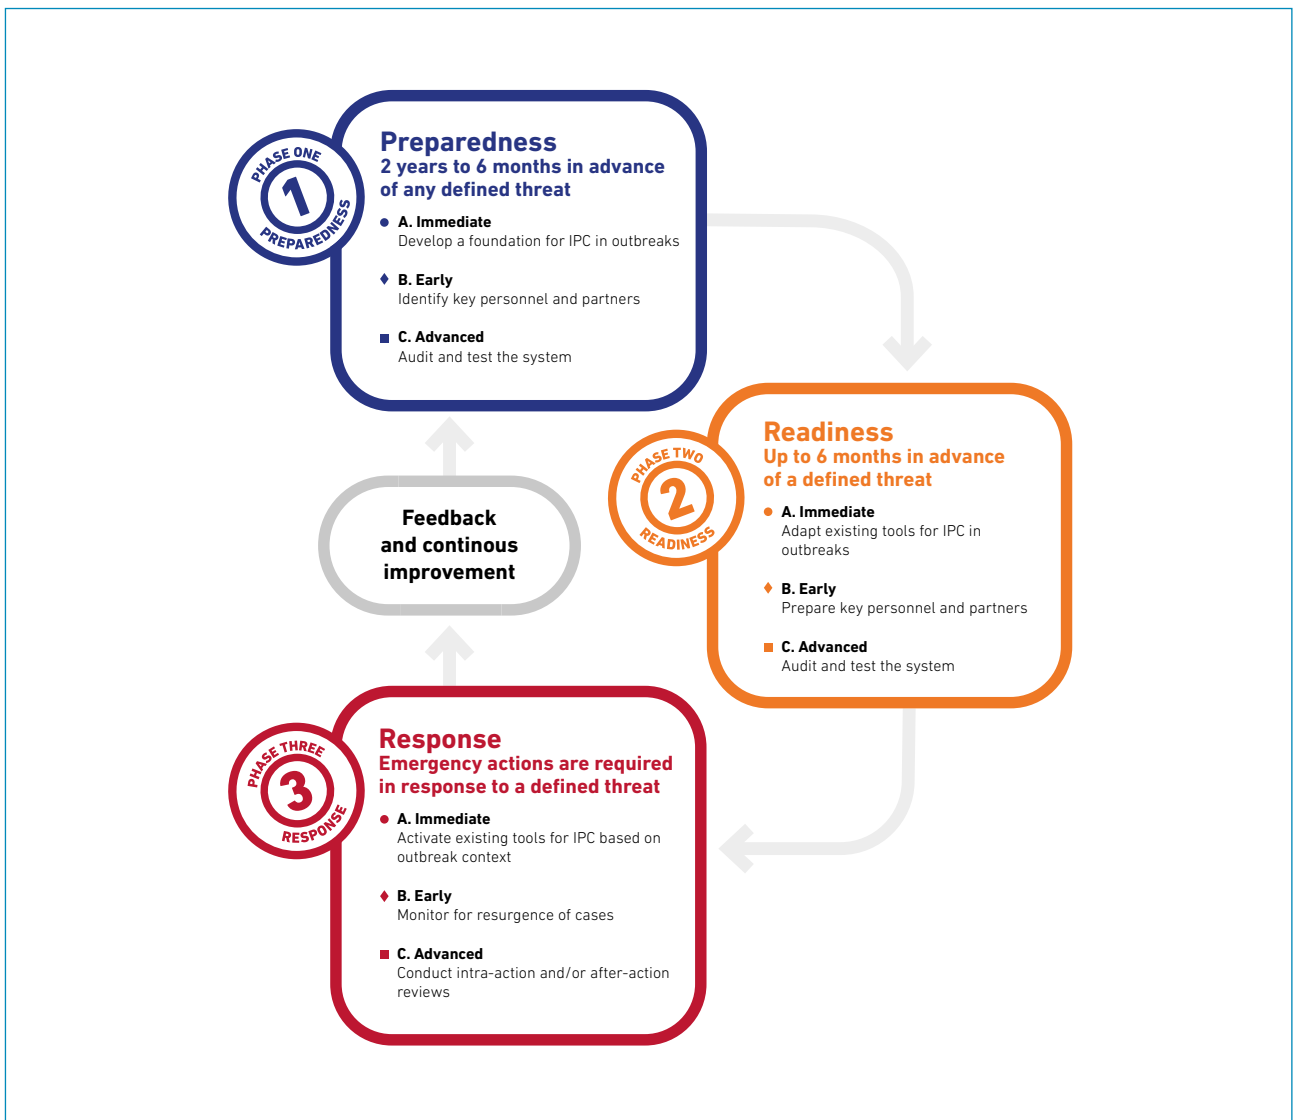 PHASE ONE
1
PREPAREDNESS
Preparedness
2 years to 6 months in advance
of any defined threat
A. Immediate
Develop a foundation for IPC in outbreaks
B. Early
Identify key personnel and partners
C. Advanced
Audit and test the system
PHASE TWO
2
READINESS
Readiness
Up to 6 months in advance
of a defined threat
A. Immediate
Adapt existing tools for IPC in
outbreaks
B. Early
Prepare key personnel and partners
C. Advanced
Audit and test the system
Feedback
and continous
improvement
PHASE THREE
3
RESPONSE
Response
Emergency actions are required
in response to a defined threat
A. Immediate
Activate existing tools for IPC based on
outbreak context
B. Early
Monitor for resurgence of cases
C. Advanced
Conduct intra-action and/or after-action
reviews